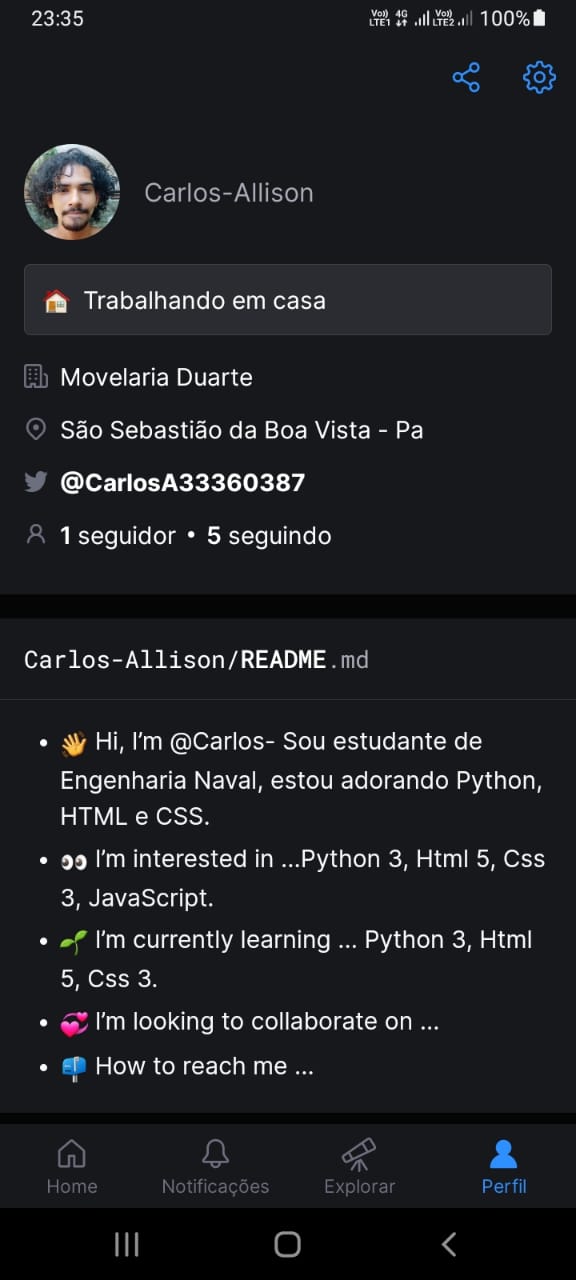 23:35 Vo)) LTE1 4G Vo)) LTE2 100%
Carlos-Allison
🏠 Trabalhando em casa
Movelaria Duarte
São Sebastião da Boa Vista - Pa
@CarlosA33360387
1 seguidor • 5 seguindo
Carlos-Allison/README.md
• 👋 Hi, I’m @Carlos- Sou estudante de
Engenharia Naval, estou adorando Python,
HTML e CSS.
• 👀 I’m interested in ...Python 3, Html 5, Css
3, JavaScript.
• 🌱 I’m currently learning ... Python 3, Html
5, Css 3.
• 💞️ I’m looking to collaborate on ...
• 📫 How to reach me ...
Home Notificações Explorar Perfil